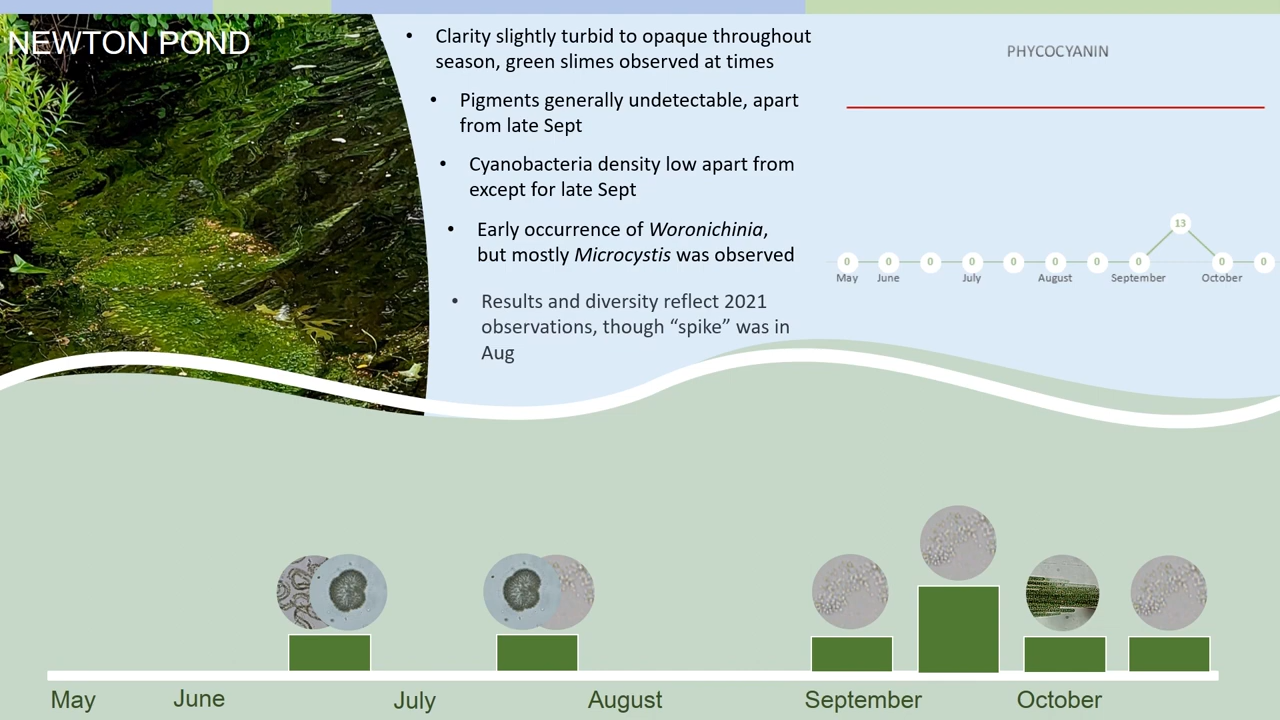 NEWTON POND
• Clarity slightly turbid to opaque throughout
season, green slimes observed at times
• Pigments generally undetectable, apart
from late Sept
• Cyanobacteria density low apart from
except for late Sept
• Early occurrence of Woronichinia,
but mostly Microcystis was observed
• Results and diversity reflect 2021
observations, though “spike” was in
Aug
PHYCOCYANIN
13
0 0 0 0 0 0 0 0 0 0
May June July August September October
May June July August September October